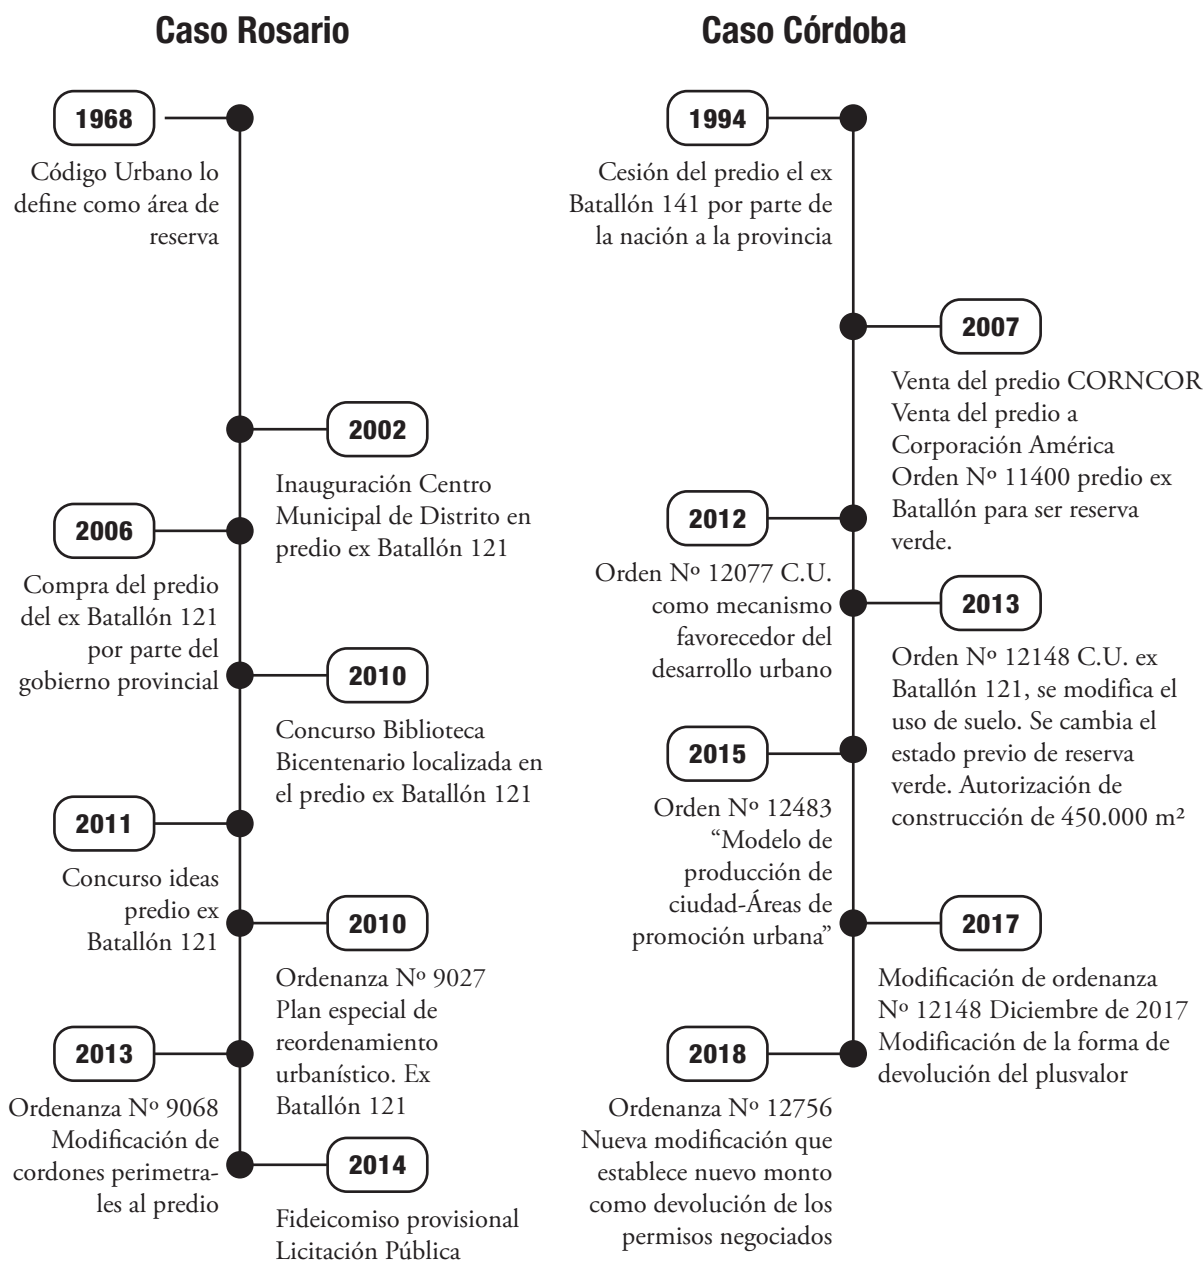 Caso Rosario
1968
Código Urbano lo
define como área de
reserva
2002
Inauguración Centro
Municipal de Distrito en
predio ex Batallón 121
2006
Compra del predio
del ex Batallón 121
por parte del
gobierno provincial
2010
Concurso Biblioteca
Bicentenario localizada en
el predio ex Batallón 121
2011
Concurso ideas
predio ex
Batallón 121
2010
Ordenanza Nº 9027
Plan especial de
reordenamiento
urbanístico. Ex
Batallón 121
2013
Ordenanza Nº 9068
Modificación de
cordones perimetra-
les al predio
2014
Fideicomiso provisional
Licitación Pública
Caso Córdoba
1994
Cesión del predio el ex
Batallón 141 por parte de
la nación a la provincia
2007
Venta del predio CORNCOR
Venta del predio a
Corporación América
Orden Nº 11400 predio ex
Batallón para ser reserva
verde.
2012
Orden Nº 12077 C.U.
como mecanismo
favorecedor del
desarrollo urbano
2013
Orden Nº 12148 C.U. ex
Batallón 121, se modifica el
uso de suelo. Se cambia el
estado previo de reserva
verde. Autorización de
construcción de 450.000 m²
2015
Orden Nº 12483
“Modelo de
producción de
ciudad-Áreas de
promoción urbana”
2017
Modificación de ordenanza
Nº 12148 Diciembre de 2017
Modificación de la forma de
devolución del plusvalor
2018
Ordenanza Nº 12756
Nueva modificación que
establece nuevo monto
como devolución de los
permisos negociados